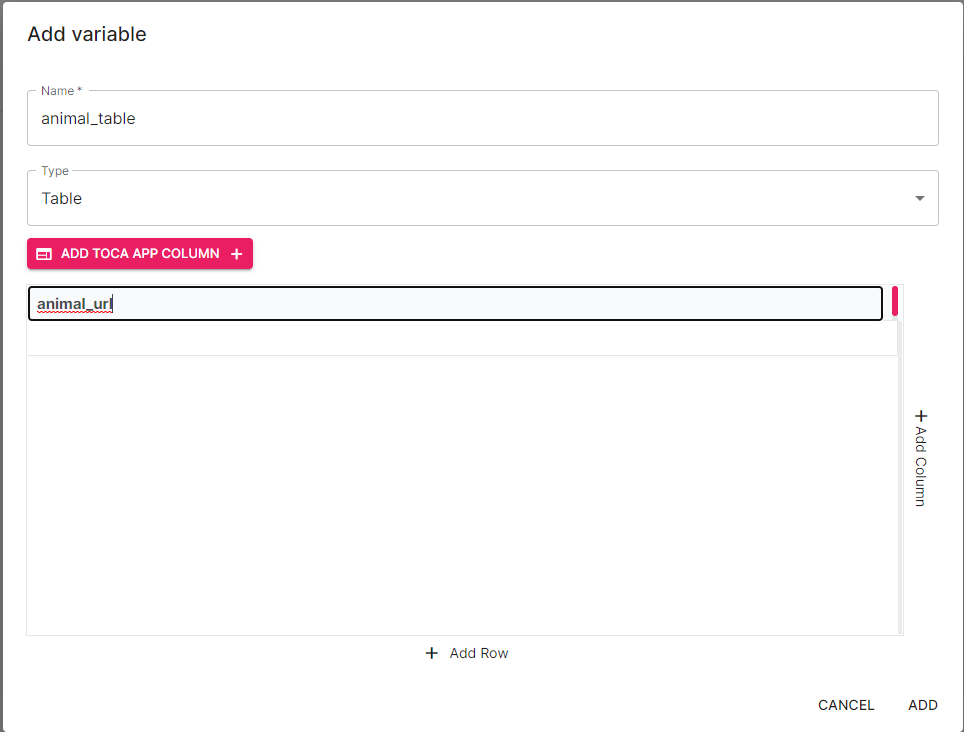 Add variable
Name *
animal_table
Type
Table
ADD TOCA APP COLUMN +
animal_url
+ Add Column
+ Add Row
CANCEL ADD